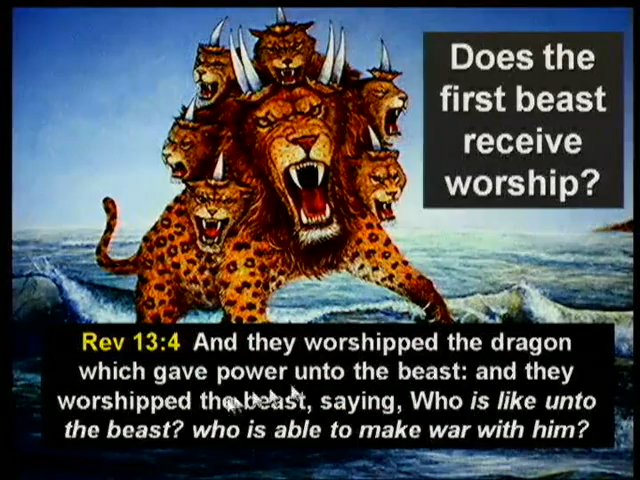 Does the
first beast
receive
worship?
Rev 13:4 And they worshipped the dragon
which gave power unto the beast: and they
worshipped the beast, saying, Who is like unto
the beast? who is able to make war with him?